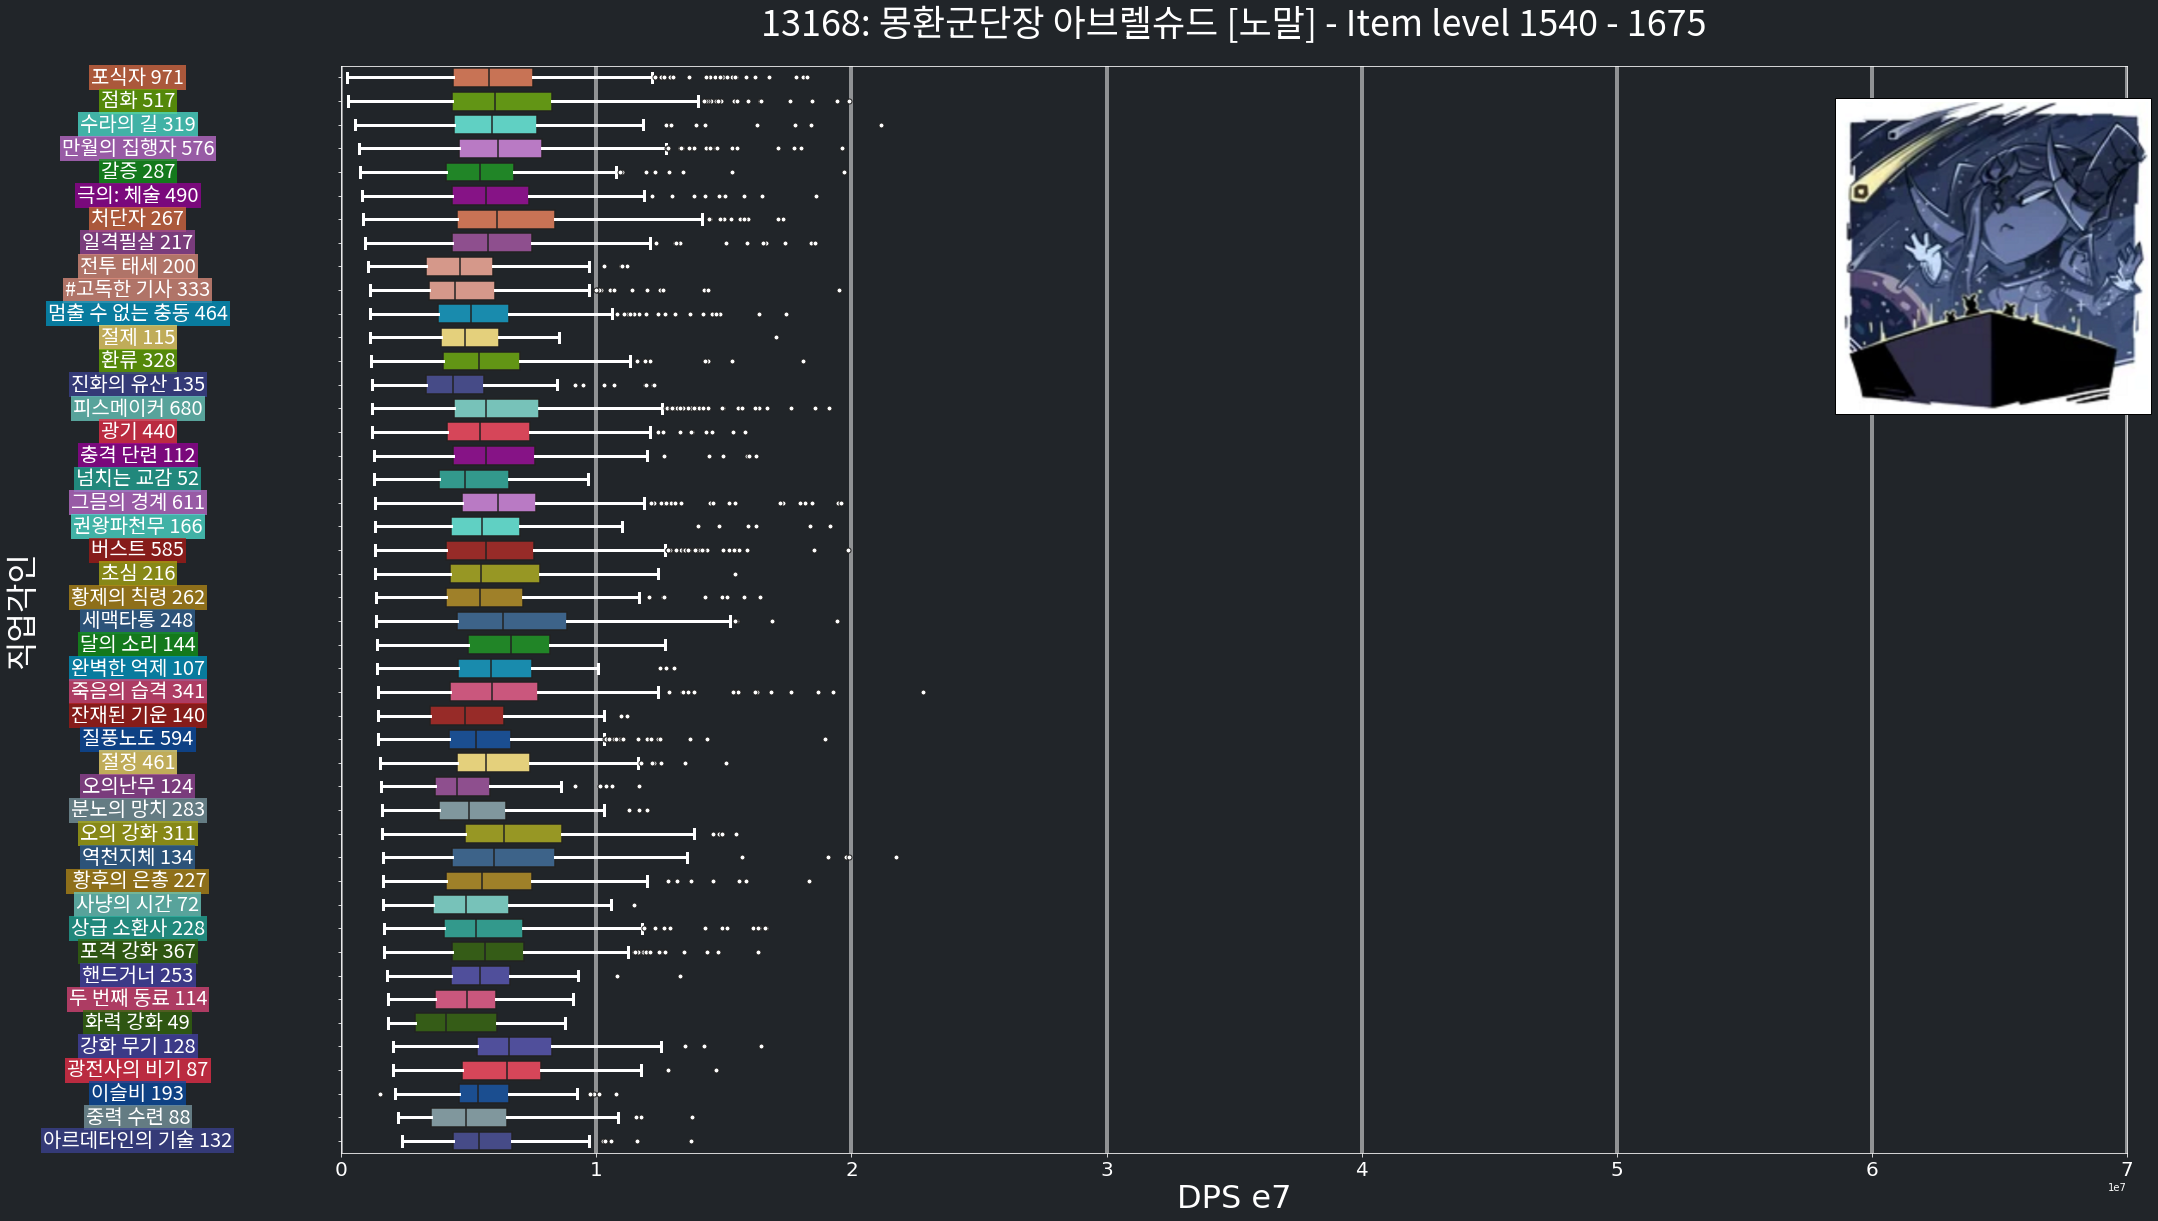 13168: 몽환군단장 아브렐슈드 [노말] - Item level 1540 - 1675
포식자 971
점화 517
수라의 길 319
만월의 집행자 576
갈증 287
극의: 체술 490
처단자 267
일격필살 217
전투 태세 200
#고독한 기사 333
멈출 수 없는 충동 464
절제 115
환류 328
진화의 유산 135
피스메이커 680
광기 440
충격 단련 112
넘치는 교감 52
그믐의 경계 611
권왕파천무 166
버스트 585
초심 216
황제의 칙령 262
세맥타통 248
달의 소리 144
완벽한 억제 107
죽음의 습격 341
잔재된 기운 140
질풍노도 594
절정 461
오의난무 124
분노의 망치 283
오의 강화 311
역천지체 134
황후의 은총 227
사냥의 시간 72
상급 소환사 228
포격 강화 367
핸드거너 253
두 번째 동료 114
화력 강화 49
강화 무기 128
광전사의 비기 87
이슬비 193
중력 수련 88
아르데타인의 기술 132
직업각인
0 1 2 3 4 5 6 7
1e7
DPS e7